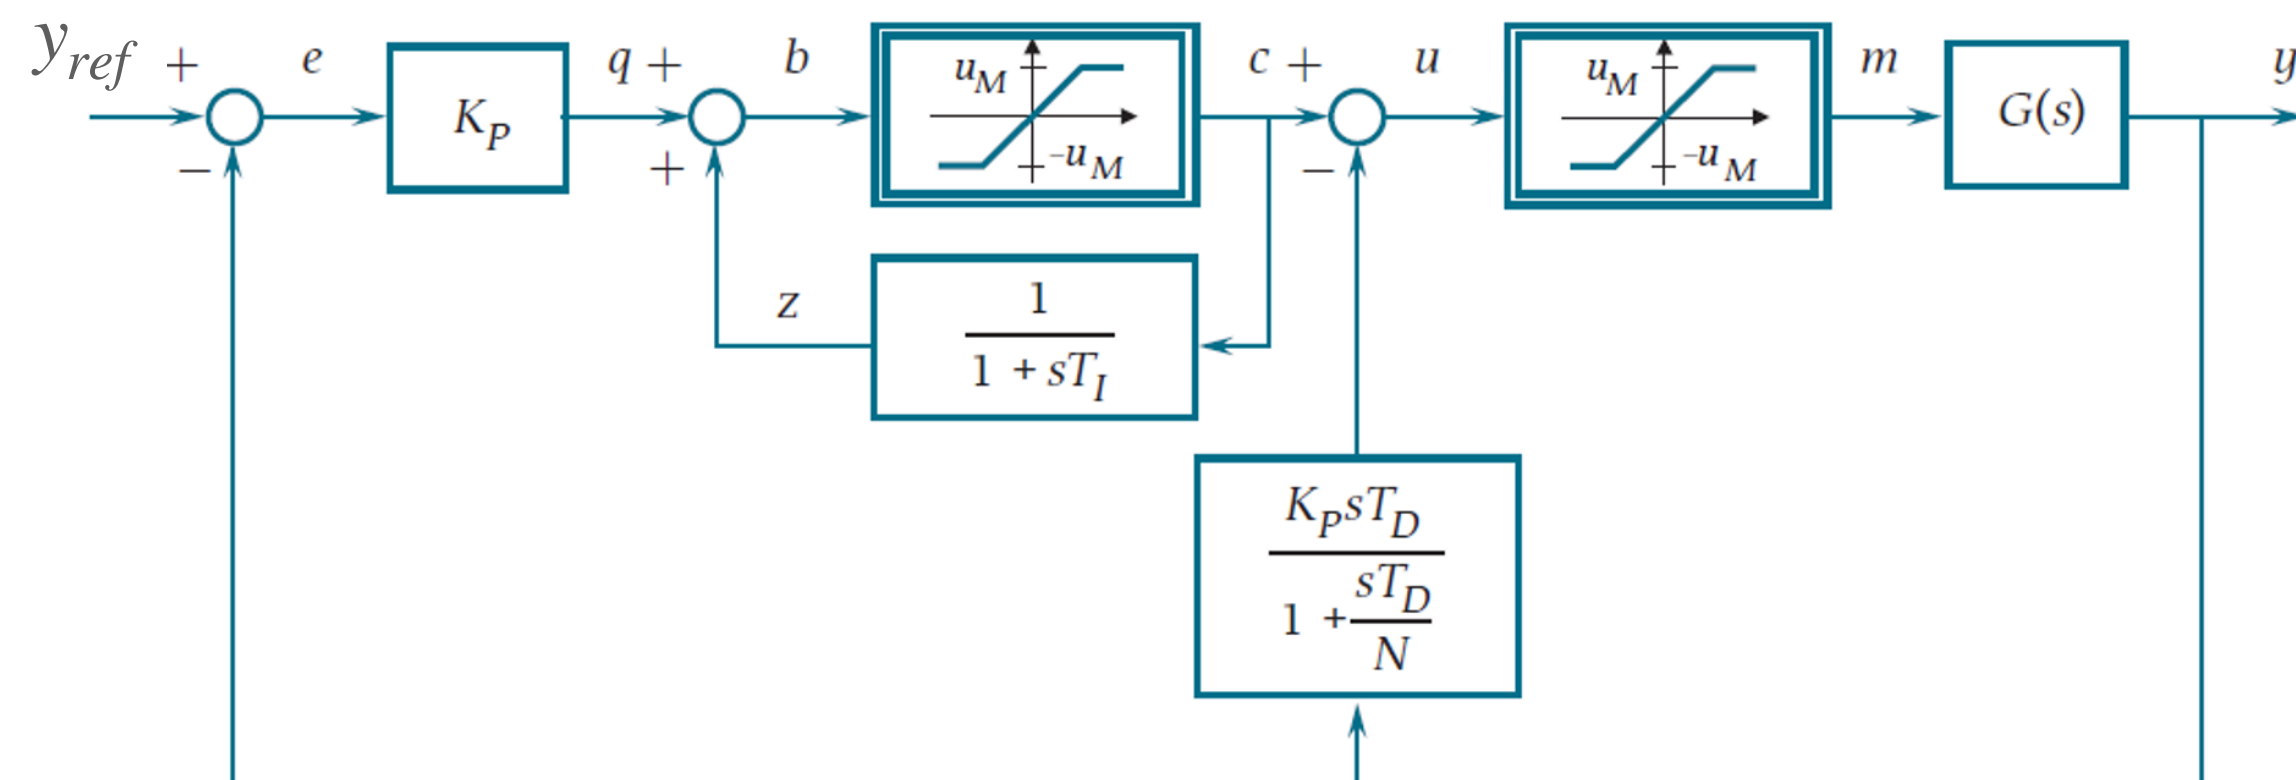 y_ref + e K_P q + b u_M -u_M c + u u_M -u_M m G(s) y
− + −
z 1
1 + sT_I
K_P sT_D
sT_D
1 +
N